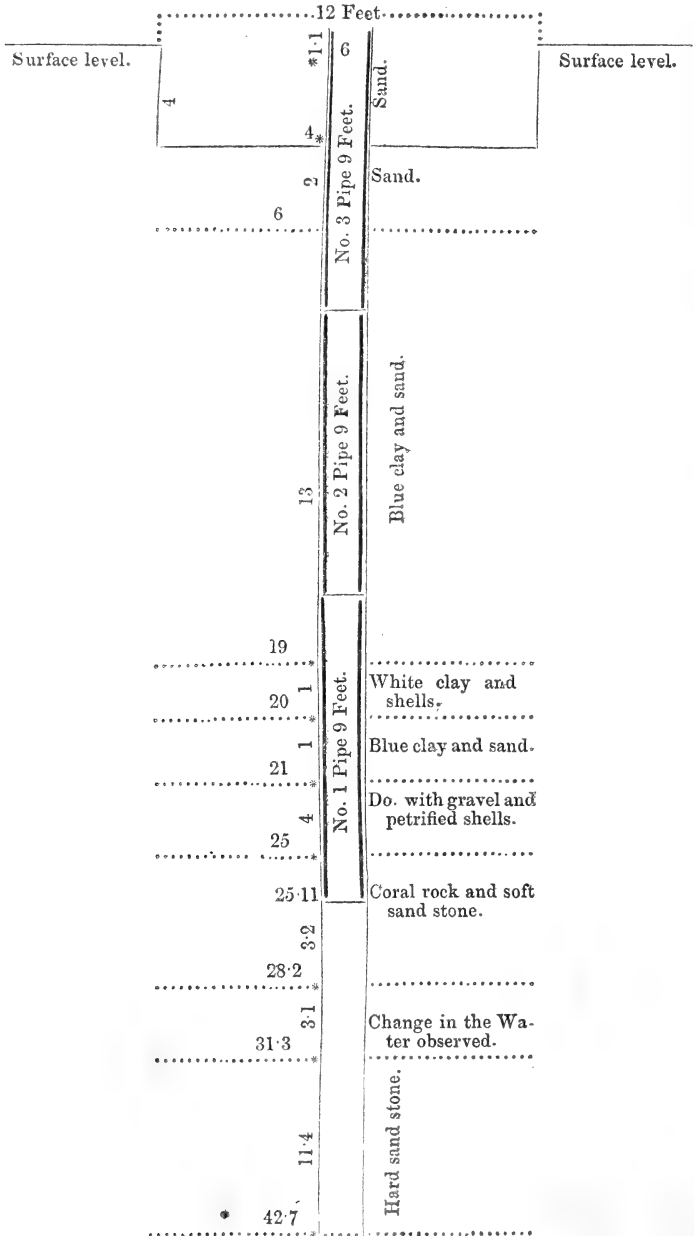 12 Feet
Surface level.
*1·1
6
Sand.
Surface level.
4
4*
2
Sand.
6
No. 3 Pipe 9 Feet.
No. 2 Pipe 9 Feet.
13
Blue clay and sand.
19
1
White clay and
shells.
20
1
Blue clay and sand.
21
No. 1 Pipe 9 Feet.
4
Do. with gravel and
petrified shells.
25
25·11
Coral rock and soft
sand stone.
3·2
28·2
3·1
Change in the Wa-
ter observed.
31·3
11·4
Hard sand stone.
42·7